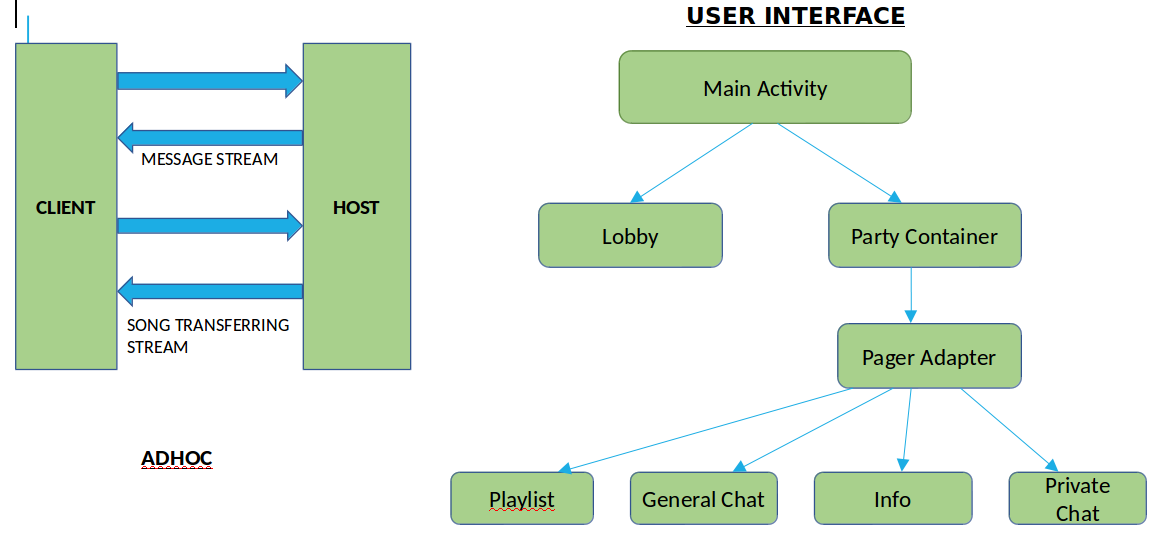 USER INTERFACE
CLIENT
HOST
MESSAGE STREAM
SONG TRANSFERRING
STREAM
ADHOC
Main Activity
Lobby
Party Container
Pager Adapter
Playlist
General Chat
Info
Private
Chat